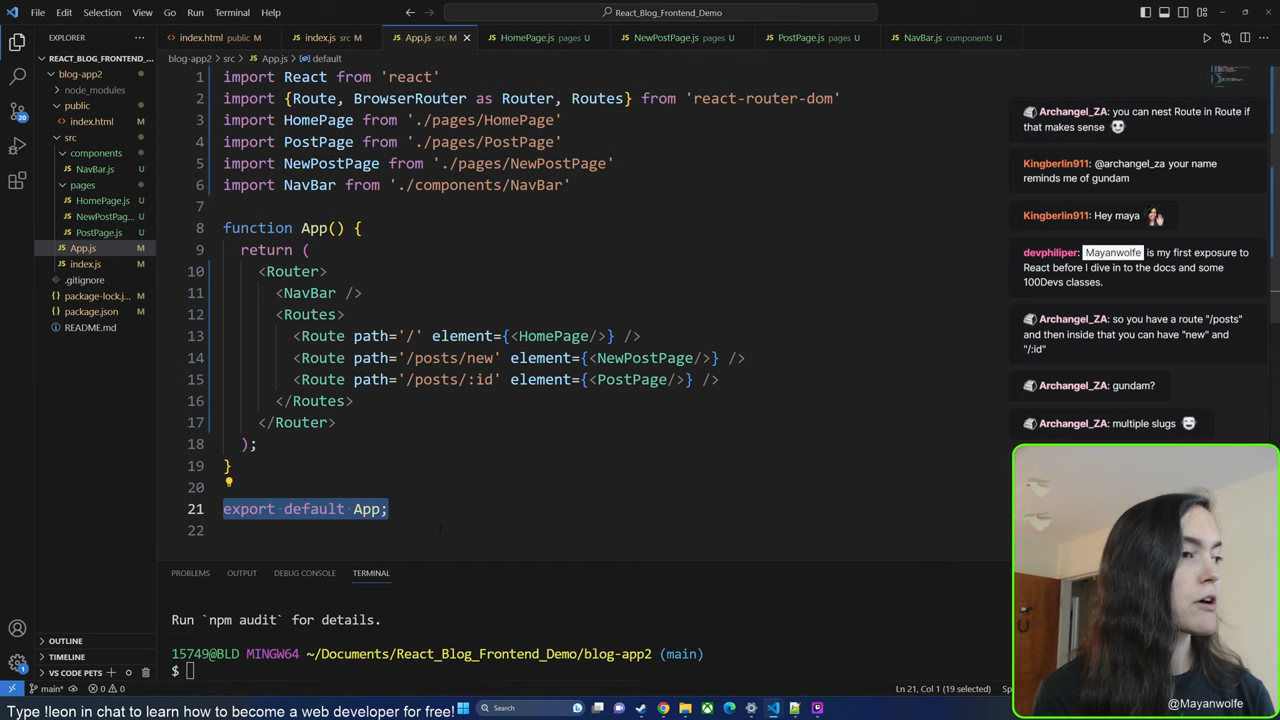 File Edit Selection View Go Run Terminal Help
React_Blog_Frontend_Demo
EXPLORER
REACT_BLOG_FRONTEND_...
blog-app2
node_modules
public
index.html U
src
components
NavBar.js U
pages
HomePage.js U
NewPostPag... U
PostPage.js U
App.js M
index.js M
.gitignore
package-lock.j... M
package.json M
README.md
OUTLINE
TIMELINE
VS CODE PETS
index.html public M
index.js src M
App.js src M
HomePage.js pages U
NewPostPage.js pages U
PostPage.js pages U
NavBar.js components U
blog-app2 > src > App.js > default
1 import React from 'react'
2 import {Route, BrowserRouter as Router, Routes} from 'react-router-dom'
3 import HomePage from './pages/HomePage'
4 import PostPage from './pages/PostPage'
5 import NewPostPage from './pages/NewPostPage'
6 import NavBar from './components/NavBar'
7
8 function App() {
9 return (
10 <Router>
11 <NavBar />
12 <Routes>
13 <Route path='/' element={<HomePage/>} />
14 <Route path='/posts/new' element={<NewPostPage/>} />
15 <Route path='/posts/:id' element={<PostPage/>} />
16 </Routes>
17 </Router>
18 );
19 }
20
21 export default App;
22
PROBLEMS OUTPUT DEBUG CONSOLE TERMINAL
Run `npm audit` for details.
15749@BLD MINGW64 ~/Documents/React_Blog_Frontend_Demo/blog-app2 (main)
$
Archangel_ZA: you can nest Route in Route if
that makes sense
Kingberlin911: @archangel_za your name
reminds me of gundam
Kingberlin911: Hey maya
devphiliper: Mayanwolfe is my first exposure to
React before I dive in to the docs and some
100Devs classes.
Archangel_ZA: so you have a route "/posts"
and then inside that you can have "new" and
"/:id"
Archangel_ZA: gundam?
Archangel_ZA: multiple slugs
20
1
main* 0 0
Ln 21, Col 1 (19 selected)
Type !leon in chat to learn how to become a web developer for free!
Search
@Mayanwolfe